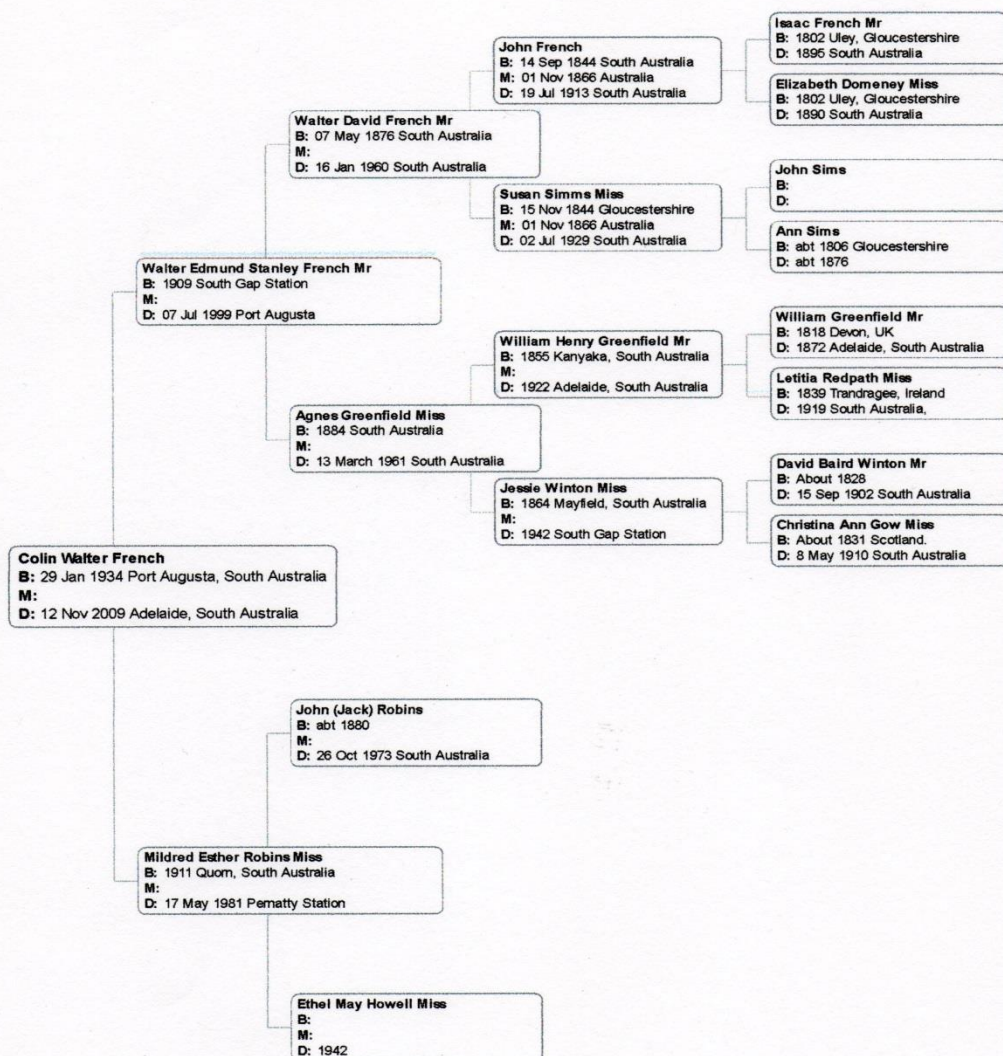 Isaac French Mr
B: 1802 Uley, Gloucestershire
D: 1895 South Australia
John French
B: 14 Sep 1844 South Australia
M: 01 Nov 1866 Australia
D: 19 Jul 1913 South Australia
Elizabeth Domeney Miss
B: 1802 Uley, Gloucestershire
D: 1890 South Australia
Walter David French Mr
B: 07 May 1876 South Australia
M:
D: 16 Jan 1960 South Australia
John Sims
B:
D:
Susan Simms Miss
B: 15 Nov 1844 Gloucestershire
M: 01 Nov 1866 Australia
D: 02 Jul 1929 South Australia
Ann Sims
B: abt 1806 Gloucestershire
D: abt 1876
Walter Edmund Stanley French Mr
B: 1909 South Gap Station
M:
D: 07 Jul 1999 Port Augusta
William Greenfield Mr
B: 1818 Devon, UK
D: 1872 Adelaide, South Australia
William Henry Greenfield Mr
B: 1855 Kanyaka, South Australia
M:
D: 1922 Adelaide, South Australia
Letitia Redpath Miss
B: 1839 Trandragee, Ireland
D: 1919 South Australia,
Agnes Greenfield Miss
B: 1884 South Australia
M:
D: 13 March 1961 South Australia
David Baird Winton Mr
B: About 1828
D: 15 Sep 1902 South Australia
Jessie Winton Miss
B: 1864 Mayfield, South Australia
M:
D: 1942 South Gap Station
Christina Ann Gow Miss
B: About 1831 Scotland.
D: 8 May 1910 South Australia
Colin Walter French
B: 29 Jan 1934 Port Augusta, South Australia
M:
D: 12 Nov 2009 Adelaide, South Australia
John (Jack) Robins
B: abt 1880
M:
D: 26 Oct 1973 South Australia
Mildred Esther Robins Miss
B: 1911 Quorn, South Australia
M:
D: 17 May 1981 Pernatty Station
Ethel May Howell Miss
B:
M:
D: 1942